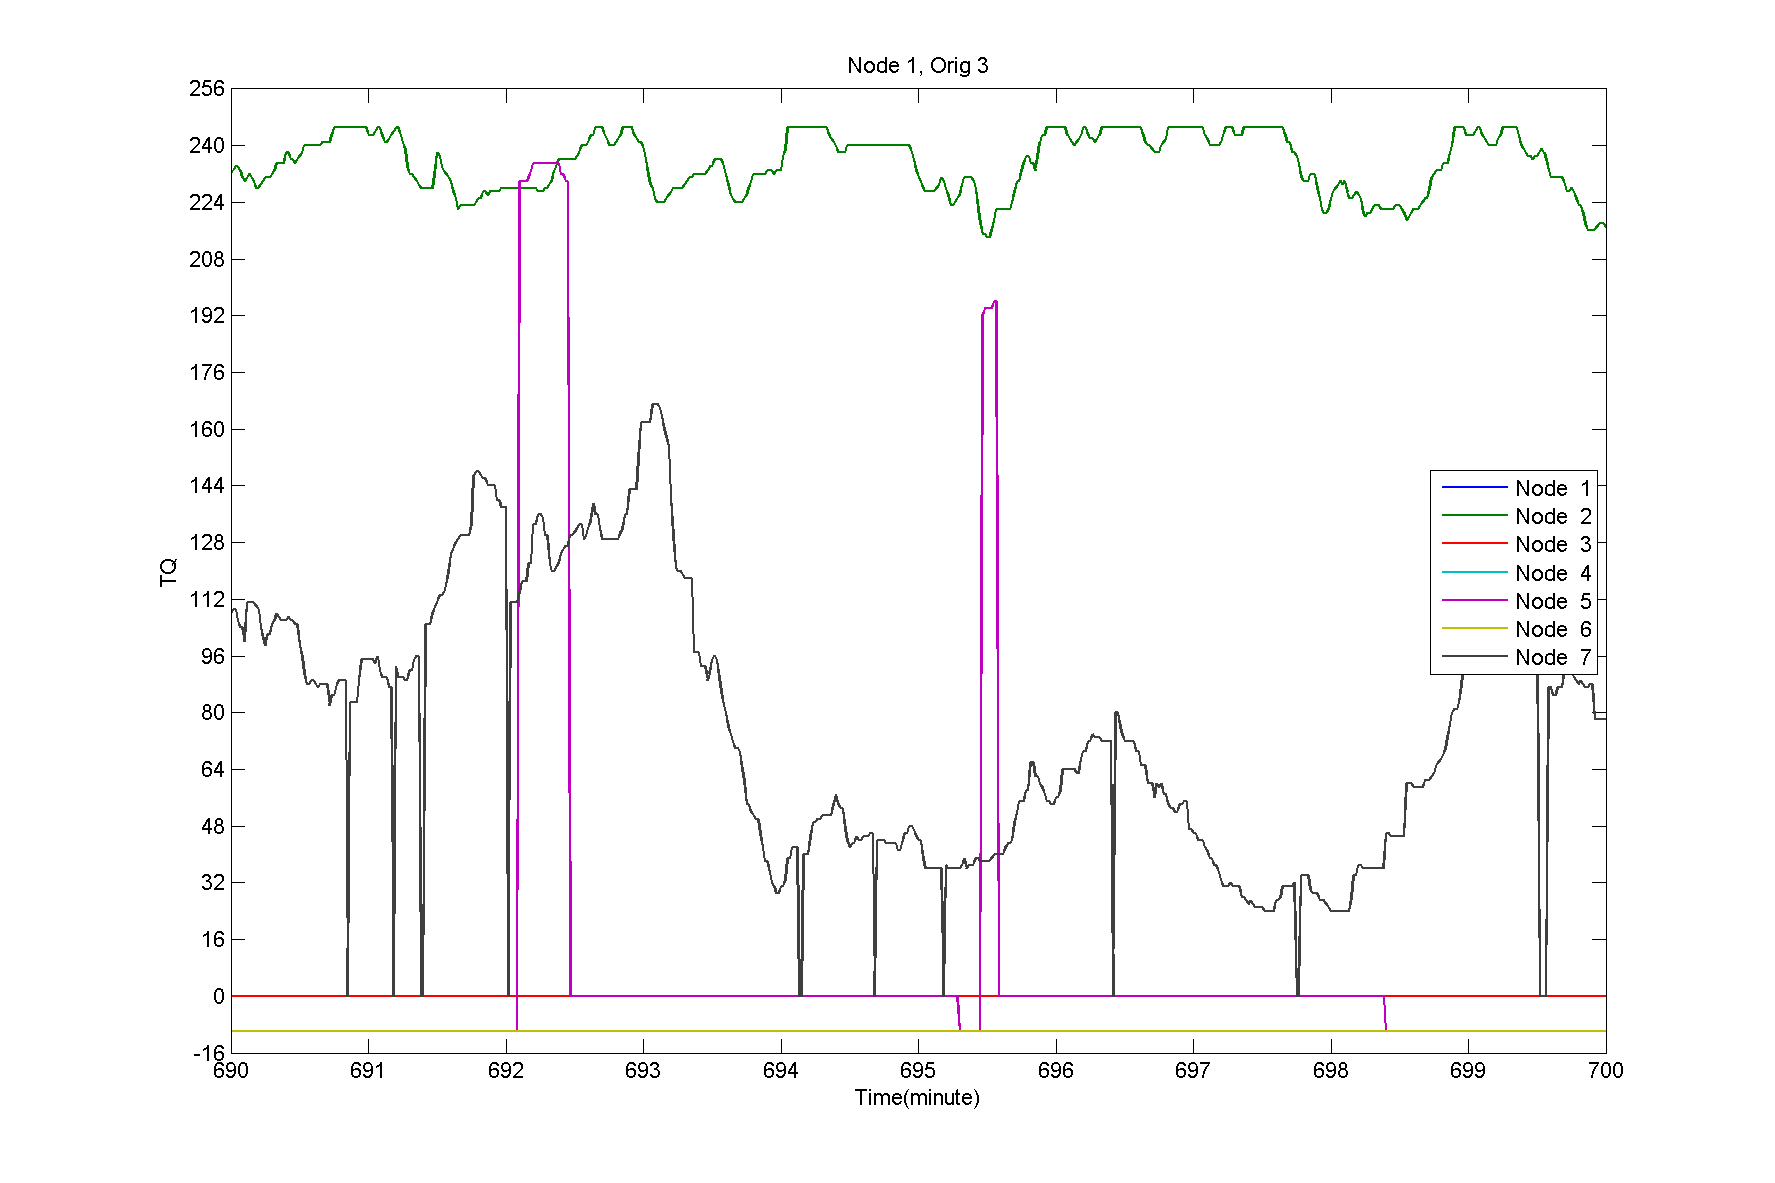 Node 1, Orig 3
256
240
224
208
192
176
160
144
128
112
96
80
64
48
32
16
0
-16
TQ
Node 1
Node 2
Node 3
Node 4
Node 5
Node 6
Node 7
690 691 692 693 694 695 696 697 698 699 700
Time(minute)